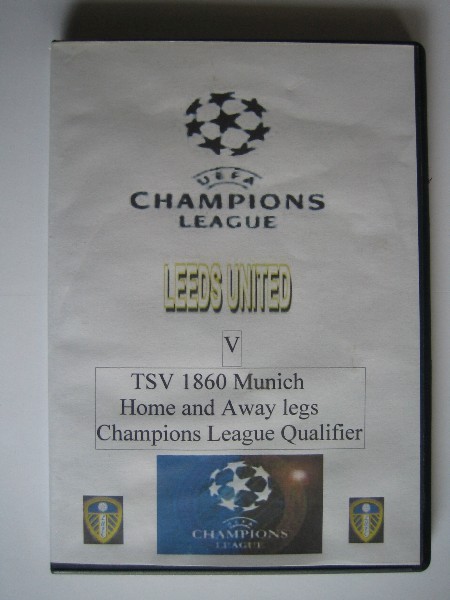 UEFA
CHAMPIONS
LEAGUE
LEEDS UNITED
V
TSV 1860 Munich
Home and Away legs
Champions League Qualifier
UEFA
CHAMPIONS
LEAGUE